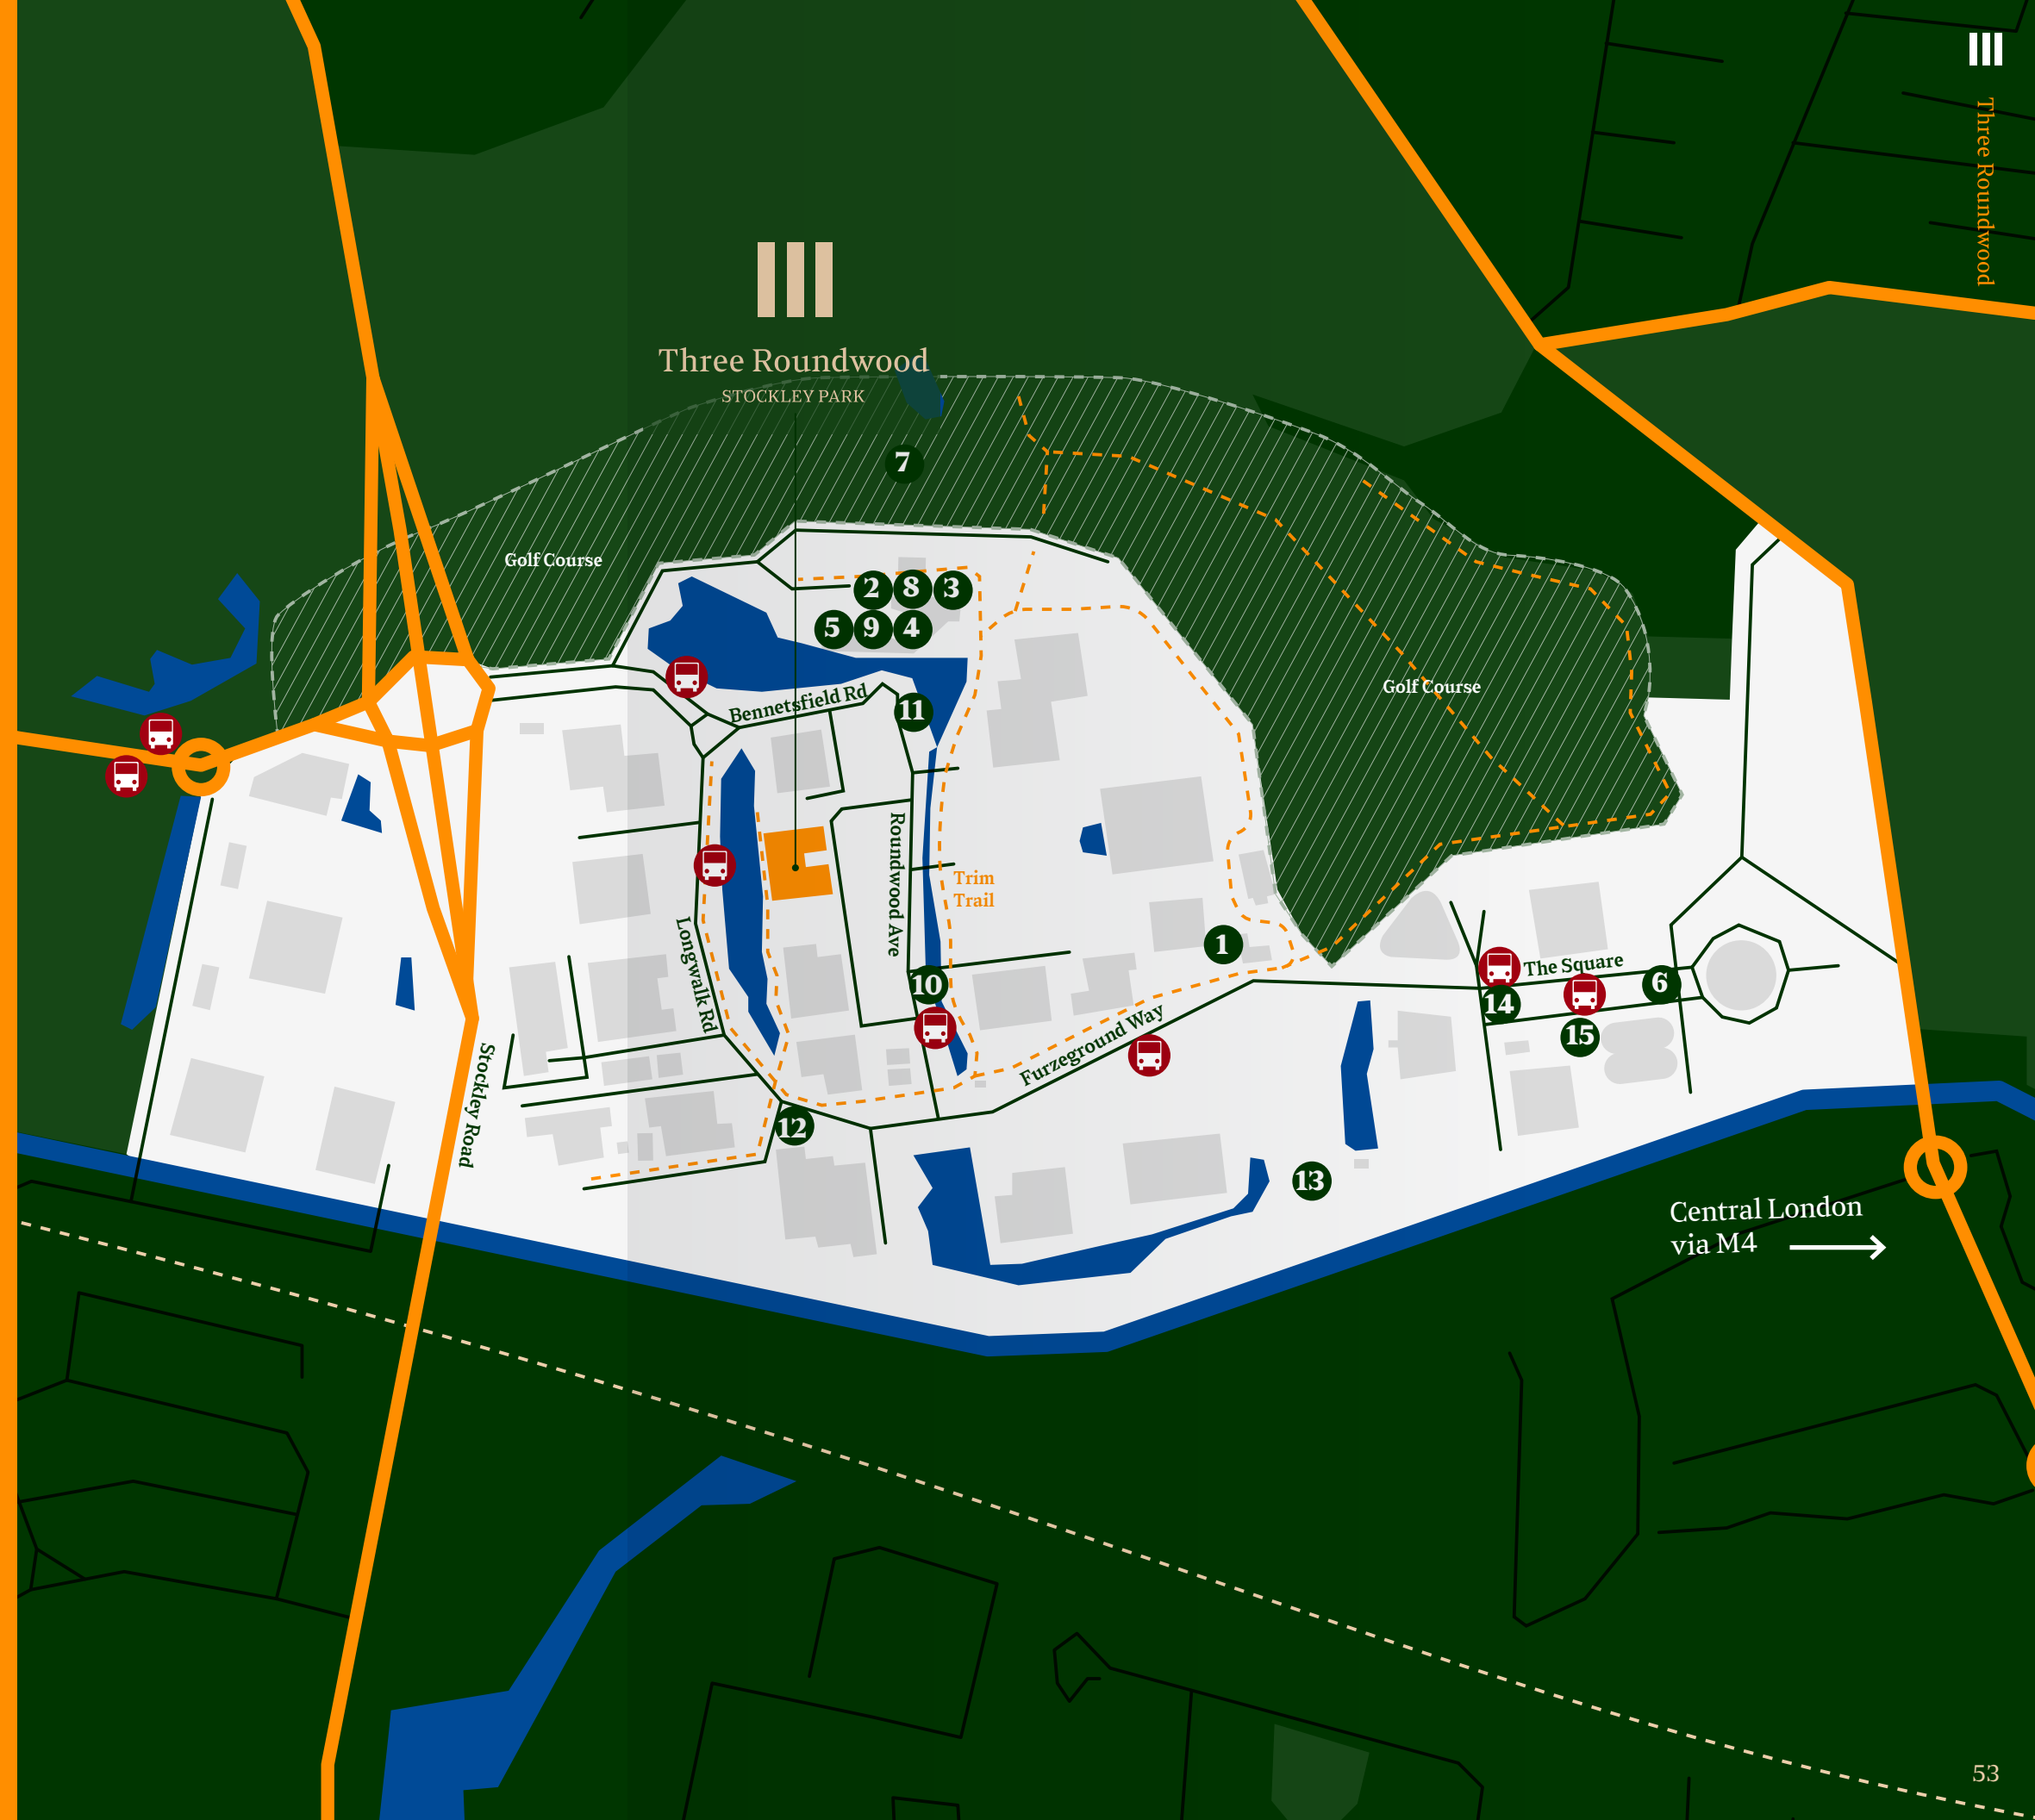 Three Roundwood
Three Roundwood
STOCKLEY PARK
7
Golf Course
2 8 3
5 9 4
Golf Course
Bennetsfield Rd
11
Roundwood Ave
Trim
Trail
Longwalk Rd
1
The Square
10
14
6
15
Furzeground Way
Stockley Road
12
13
Central London
via M4
53